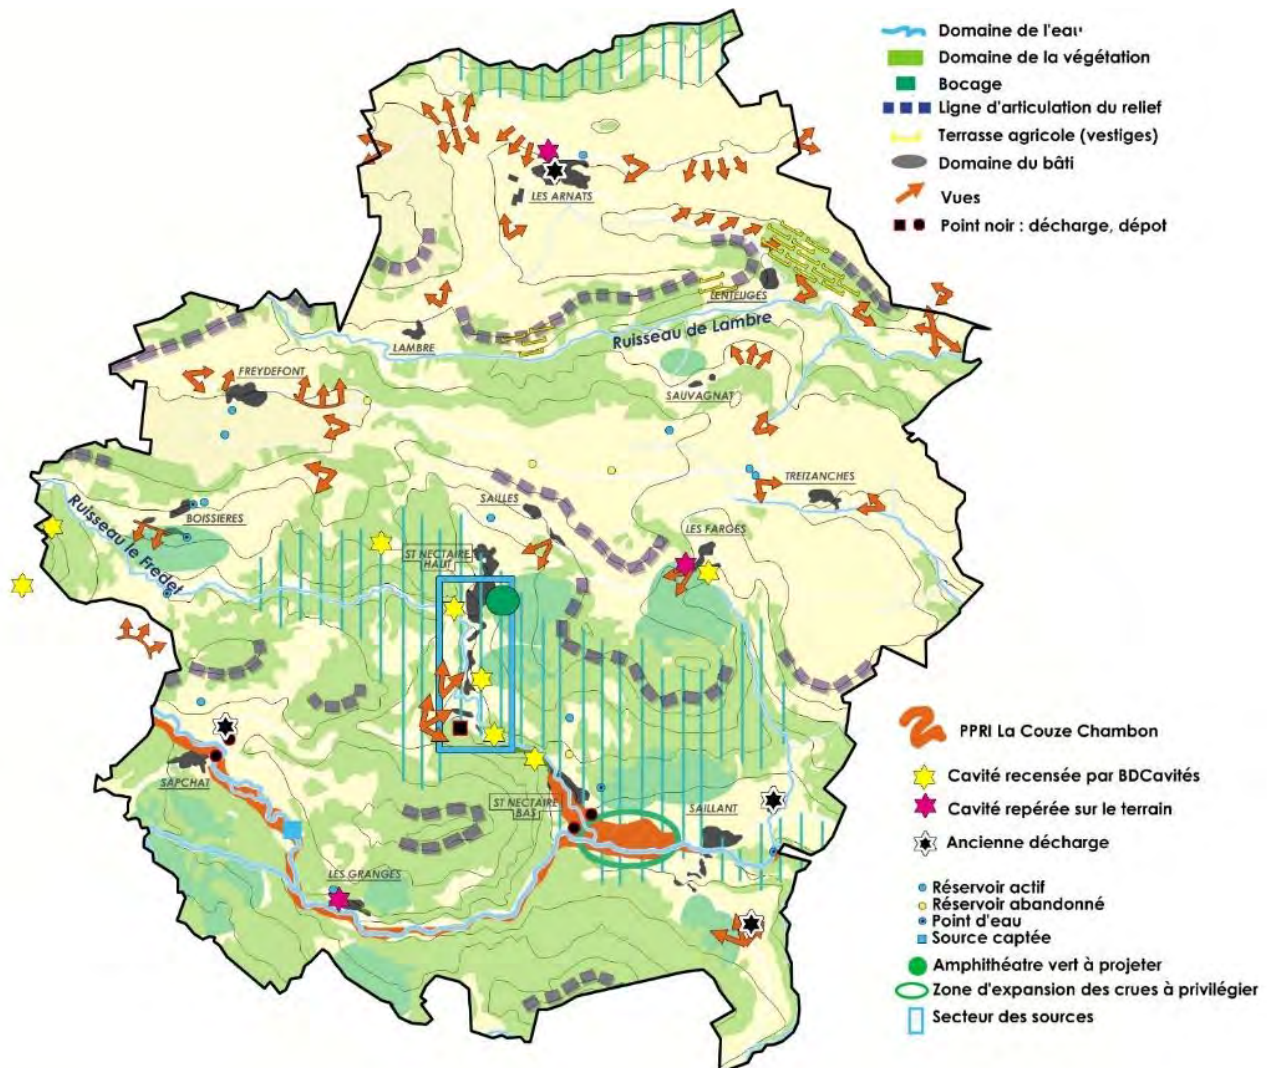 Domaine de l'eau
Domaine de la végétation
Bocage
Ligne d'articulation du relief
Terrasse agricole (vestiges)
Domaine du bâti
Vues
Point noir : décharge, dépot
LES ARNATS
LENTEUGES
Ruisseau de Lambre
LAMBRE
FREYDEFONT
SAUVAGNAT
TREIZANCHES
SAILLES
Ruisseau le Fredet
BOISSIERES
LES FARGES
ST NECTAIRE
HAUT
SAPCHAT
ST NECTAIRE
BAS
SAILLANT
LES GRANGES
PPRI La Couze Chambon
Cavité recensée par BDCavités
Cavité repérée sur le terrain
Ancienne décharge
Réservoir actif
Réservoir abandonné
Point d'eau
Source captée
Amphithéatre vert à projeter
Zone d'expansion des crues à privilégier
Secteur des sources